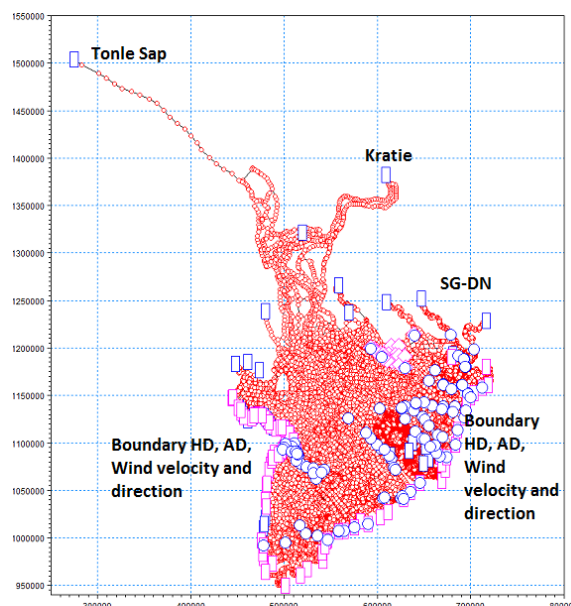 1550000
1500000
Tonle Sap
1450000
1400000
Kratie
1350000
1300000
SG-DN
1250000
1200000
1150000
Boundary HD, AD,
Wind velocity and
direction
Boundary
HD, AD,
Wind
velocity and
direction
1100000
1050000
1000000
950000
400000
500000
600000
700000